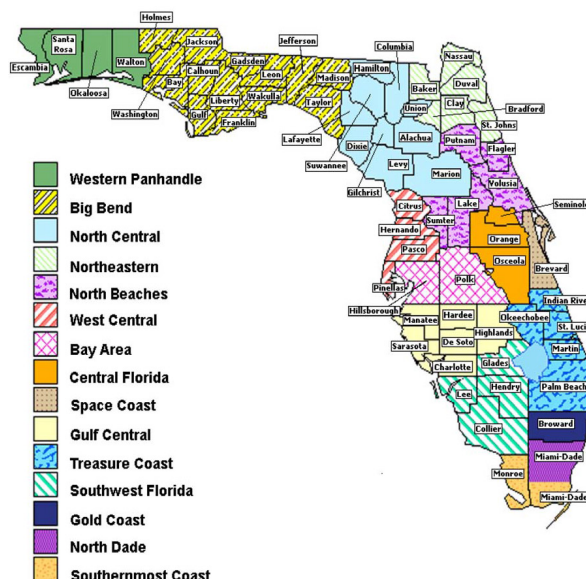 Holmes
Santa
Rosa
Jackson
Escambia
Walton
Okaloosa
Washington
Bay
Calhoun
Gadsden
Leon
Jefferson
Madison
Liberty
Wakulla
Taylor
Gulf
Franklin
Lafayette
Hamilton
Columbia
Suwannee
Dixie
Gilchrist
Baker
Union
Nassau
Duval
Clay
Bradford
St. Johns
Alachua
Putnam
Flagler
Levy
Marion
Volusia
Citrus
Sumter
Lake
Seminole
Hernando
Pasco
Orange
Osceola
Brevard
Pinellas
Polk
Hillsborough
Indian River
Manatee
Hardee
Okeechobee
St. Luci
Highlands
Sarasota
De Soto
Martin
Charlotte
Glades
Lee
Hendry
Palm Beach
Collier
Broward
Monroe
Miami-Dade
Miami-Dade
Western Panhandle
Big Bend
North Central
Northeastern
North Beaches
West Central
Bay Area
Central Florida
Space Coast
Gulf Central
Treasure Coast
Southwest Florida
Gold Coast
North Dade
Southernmost Coast